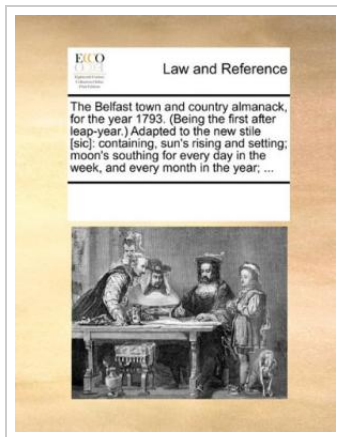 ECCO
Law and Reference
The Belfast town and country almanack,
for the year 1793. (Being the first after
leap-year.) Adapted to the new stile
[sic]: containing, sun's rising and setting;
moon's southing for every day in the
week, and every month in the year; ...